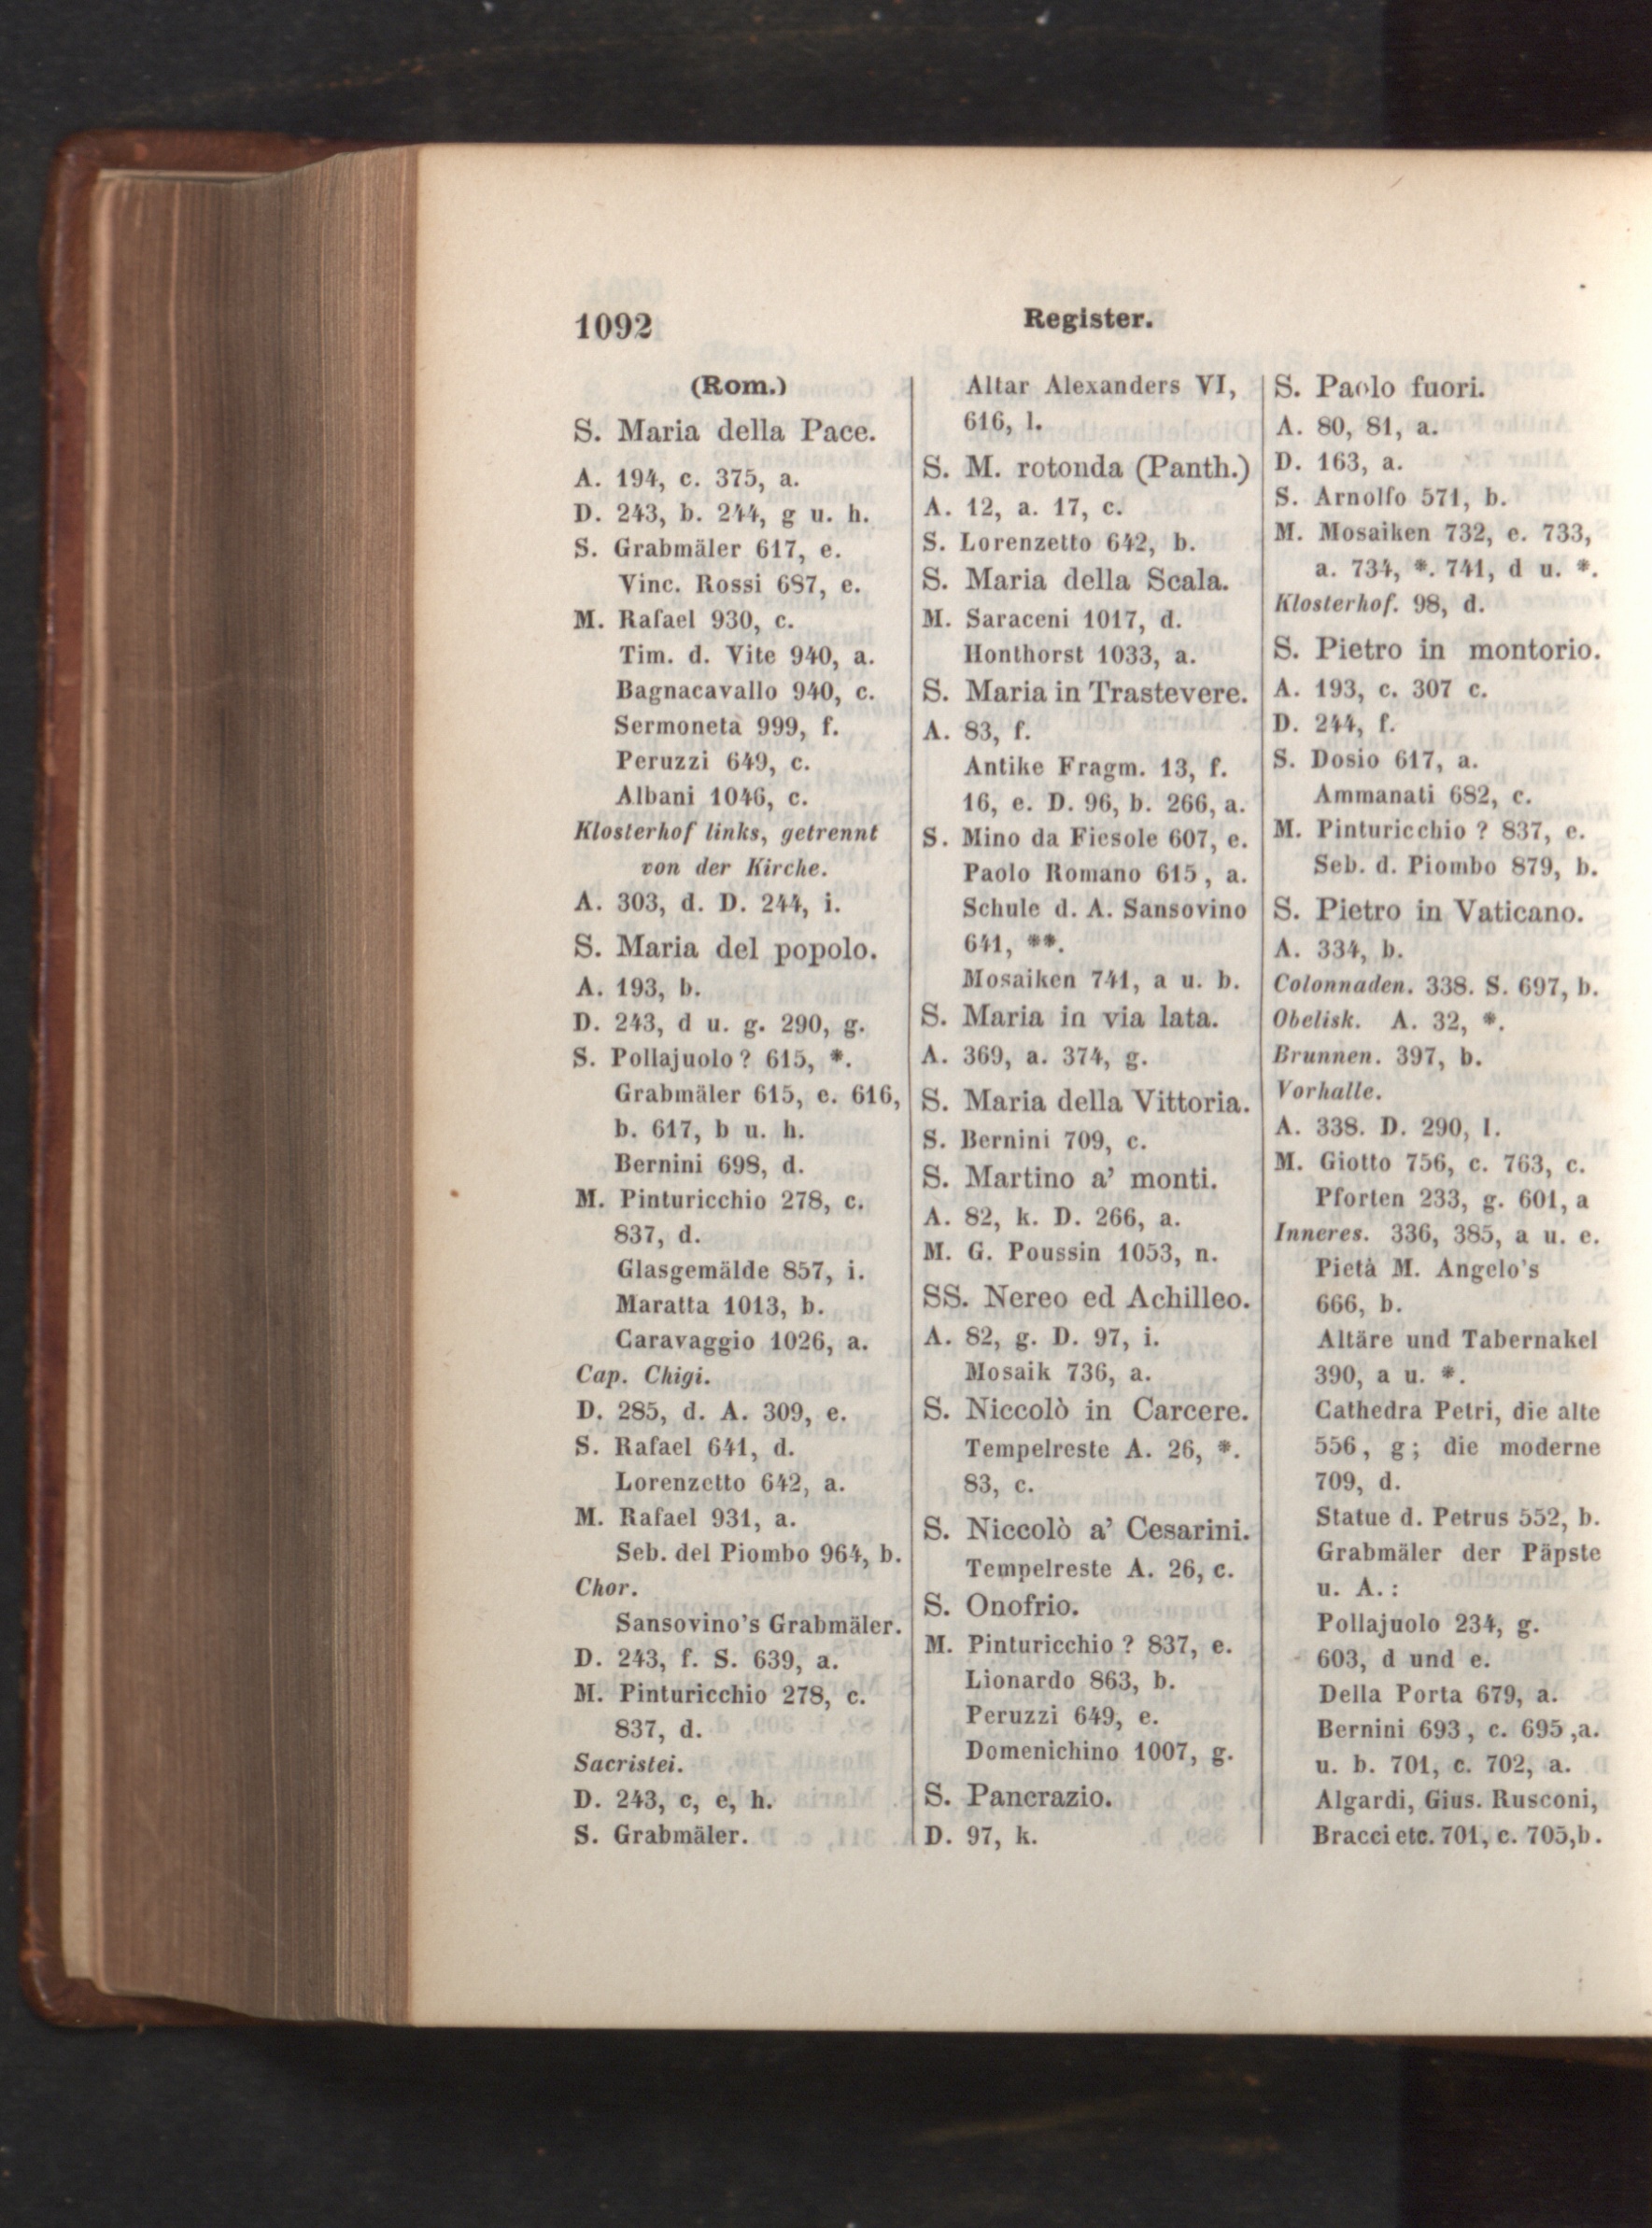 1092
Register.
(Rom.)
S. Maria della Pace.
A. 194, c. 375, a.
D. 243, b. 244, g u. h.
S. Grabmäler 617, e.
Vinc. Rossi 687, e.
M. Rafael 930, c.
Tim. d. Vite 940, a.
Bagnacavallo 940, c.
Sermoneta 999, f.
Peruzzi 649, c.
Albani 1046, c.
Klosterhof links, getrennt
von der Kirche.
A. 303, d. D. 244, i.
S. Maria del popolo.
A. 193, b.
D. 243, d u. g. 290, g.
S. Pollajuolo? 615, *.
Grabmäler 615, e. 616,
b. 617, b u. h.
Bernini 698, d.
M. Pinturicchio 278, c.
837, d.
Glasgemälde 857, i.
Maratta 1013, b.
Caravaggio 1026, a.
Cap. Chigi.
D. 285, d. A. 309, e.
S. Rafael 641, d.
Lorenzetto 642, a.
M. Rafael 931, a.
Seb. del Piombo 964, b.
Chor.
Sansovino's Grabmäler.
D. 243, f. S. 639, a.
M. Pinturicchio 278, c.
837, d.
Sacristei.
D. 243, c, e, h.
S. Grabmäler.
Altar Alexanders VI,
616, l.
S. M. rotonda (Panth.)
A. 12, a. 17, c.
S. Lorenzetto 642, b.
S. Maria della Scala.
M. Saraceni 1017, d.
Honthorst 1033, a.
S. Maria in Trastevere.
A. 83, f.
Antike Fragm. 13, f.
16, e. D. 96, b. 266, a.
S. Mino da Fiesole 607, e.
Paolo Romano 615, a.
Schule d. A. Sansovino
641, **.
Mosaiken 741, a u. b.
S. Maria in via lata.
A. 369, a. 374, g.
S. Maria della Vittoria.
S. Bernini 709, c.
S. Martino a' monti.
A. 82, k. D. 266, a.
M. G. Poussin 1053, n.
SS. Nereo ed Achilleo.
A. 82, g. D. 97, i.
Mosaik 736, a.
S. Niccolò in Carcere.
Tempelreste A. 26, *.
83, c.
S. Niccolò a' Cesarini.
Tempelreste A. 26, c.
S. Onofrio.
M. Pinturicchio ? 837, e.
Lionardo 863, b.
Peruzzi 649, e.
Domenichino 1007, g.
S. Pancrazio.
D. 97, k.
S. Paolo fuori.
A. 80, 81, a.
D. 163, a.
S. Arnolfo 571, b.
M. Mosaiken 732, e. 733,
a. 734, *. 741, d u. *.
Klosterhof. 98, d.
S. Pietro in montorio.
A. 193, c. 307 c.
D. 244, f.
S. Dosio 617, a.
Ammanati 682, c.
M. Pinturicchio ? 837, e.
Seb. d. Piombo 879, b.
S. Pietro in Vaticano.
A. 334, b.
Colonnaden. 338. S. 697, b.
Obelisk. A. 32, *.
Brunnen. 397, b.
Vorhalle.
A. 338. D. 290, l.
M. Giotto 756, c. 763, c.
Pforten 233, g. 601, a
Inneres. 336, 385, a u. e.
Pietà M. Angelo's
666, b.
Altäre und Tabernakel
390, a u. *.
Cathedra Petri, die alte
556, g; die moderne
709, d.
Statue d. Petrus 552, b.
Grabmäler der Päpste
u. A.:
Pollajuolo 234, g.
603, d und e.
Della Porta 679, a.
Bernini 693, c. 695,a.
u. b. 701, c. 702, a.
Algardi, Gius. Rusconi,
Bracci etc. 701, c. 705,b.